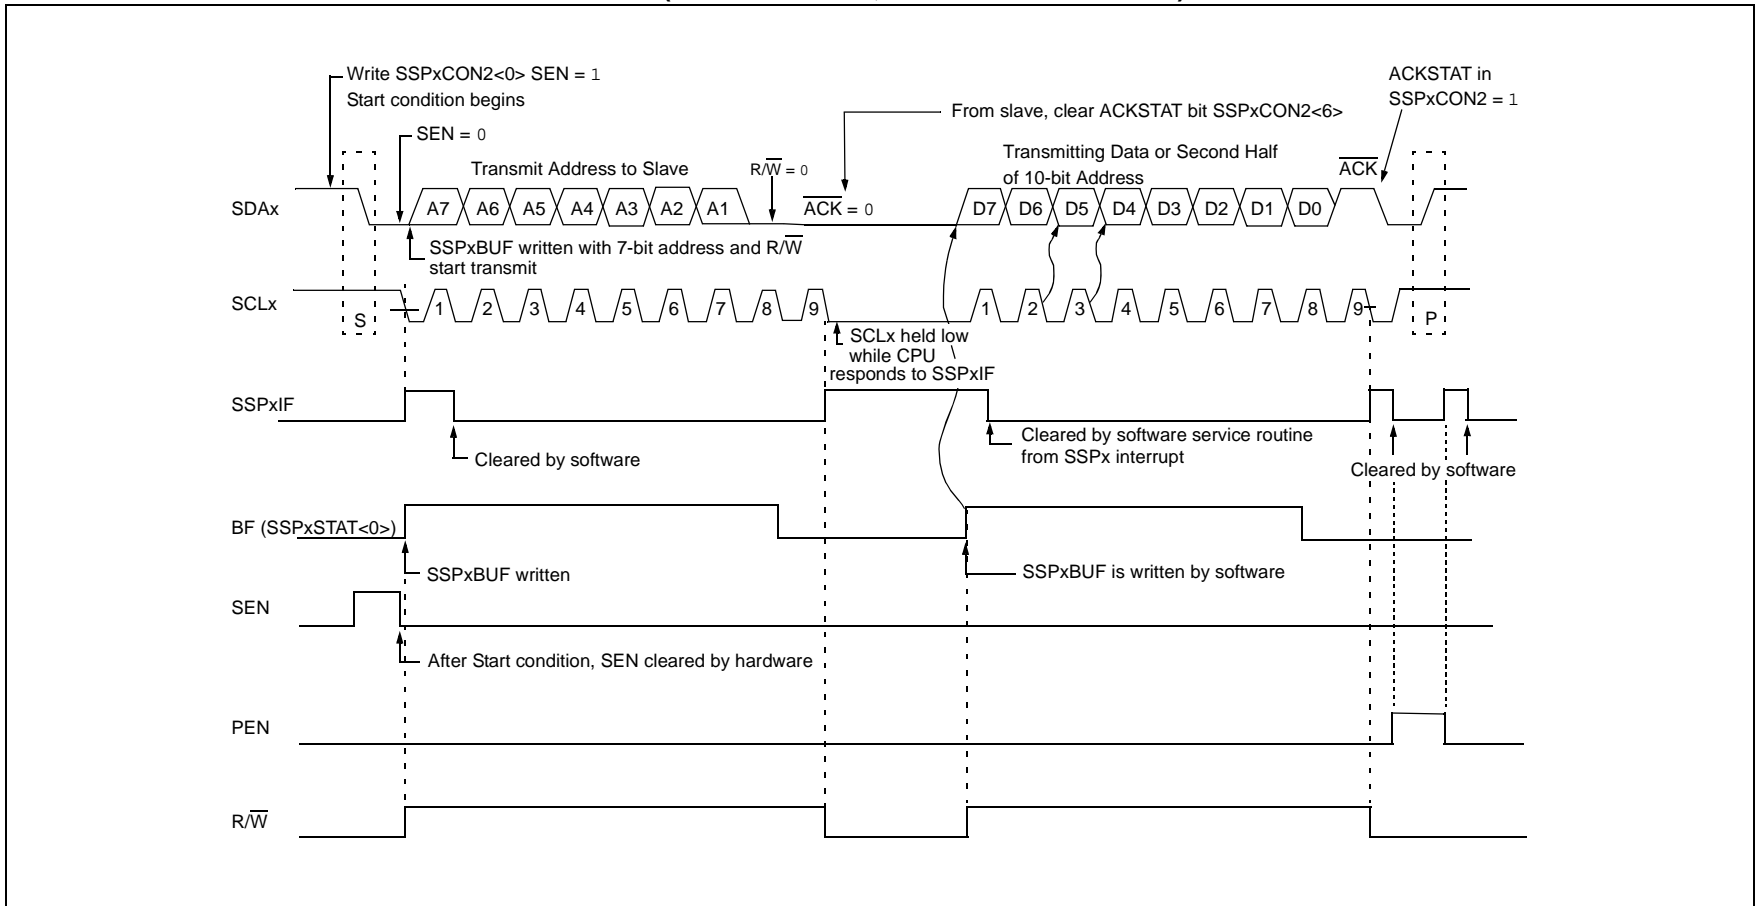 Write SSPxCON2<0> SEN = 1
Start condition begins
ACKSTAT in
SSPxCON2 = 1
From slave, clear ACKSTAT bit SSPxCON2<6>
SEN = 0
Transmit Address to Slave
R/W = 0
Transmitting Data or Second Half
of 10-bit Address
ACK
SDAx
A7 A6 A5 A4 A3 A2 A1
ACK = 0
D7 D6 D5 D4 D3 D2 D1 D0
SSPxBUF written with 7-bit address and R/W
start transmit
SCLx
S
1 2 3 4 5 6 7 8 9
1 2 3 4 5 6 7 8 9
P
SCLx held low
while CPU
responds to SSPxIF
SSPxIF
Cleared by software
Cleared by software service routine
from SSPx interrupt
Cleared by software
BF (SSPxSTAT<0>)
SSPxBUF written
SSPxBUF is written by software
SEN
After Start condition, SEN cleared by hardware
PEN
R/W